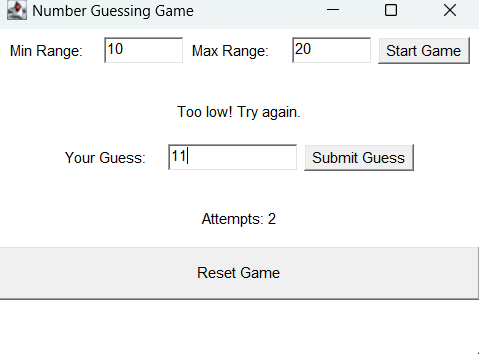 Number Guessing Game
Min Range: 10 Max Range: 20 Start Game
Too low! Try again.
Your Guess: 11 Submit Guess
Attempts: 2
Reset Game